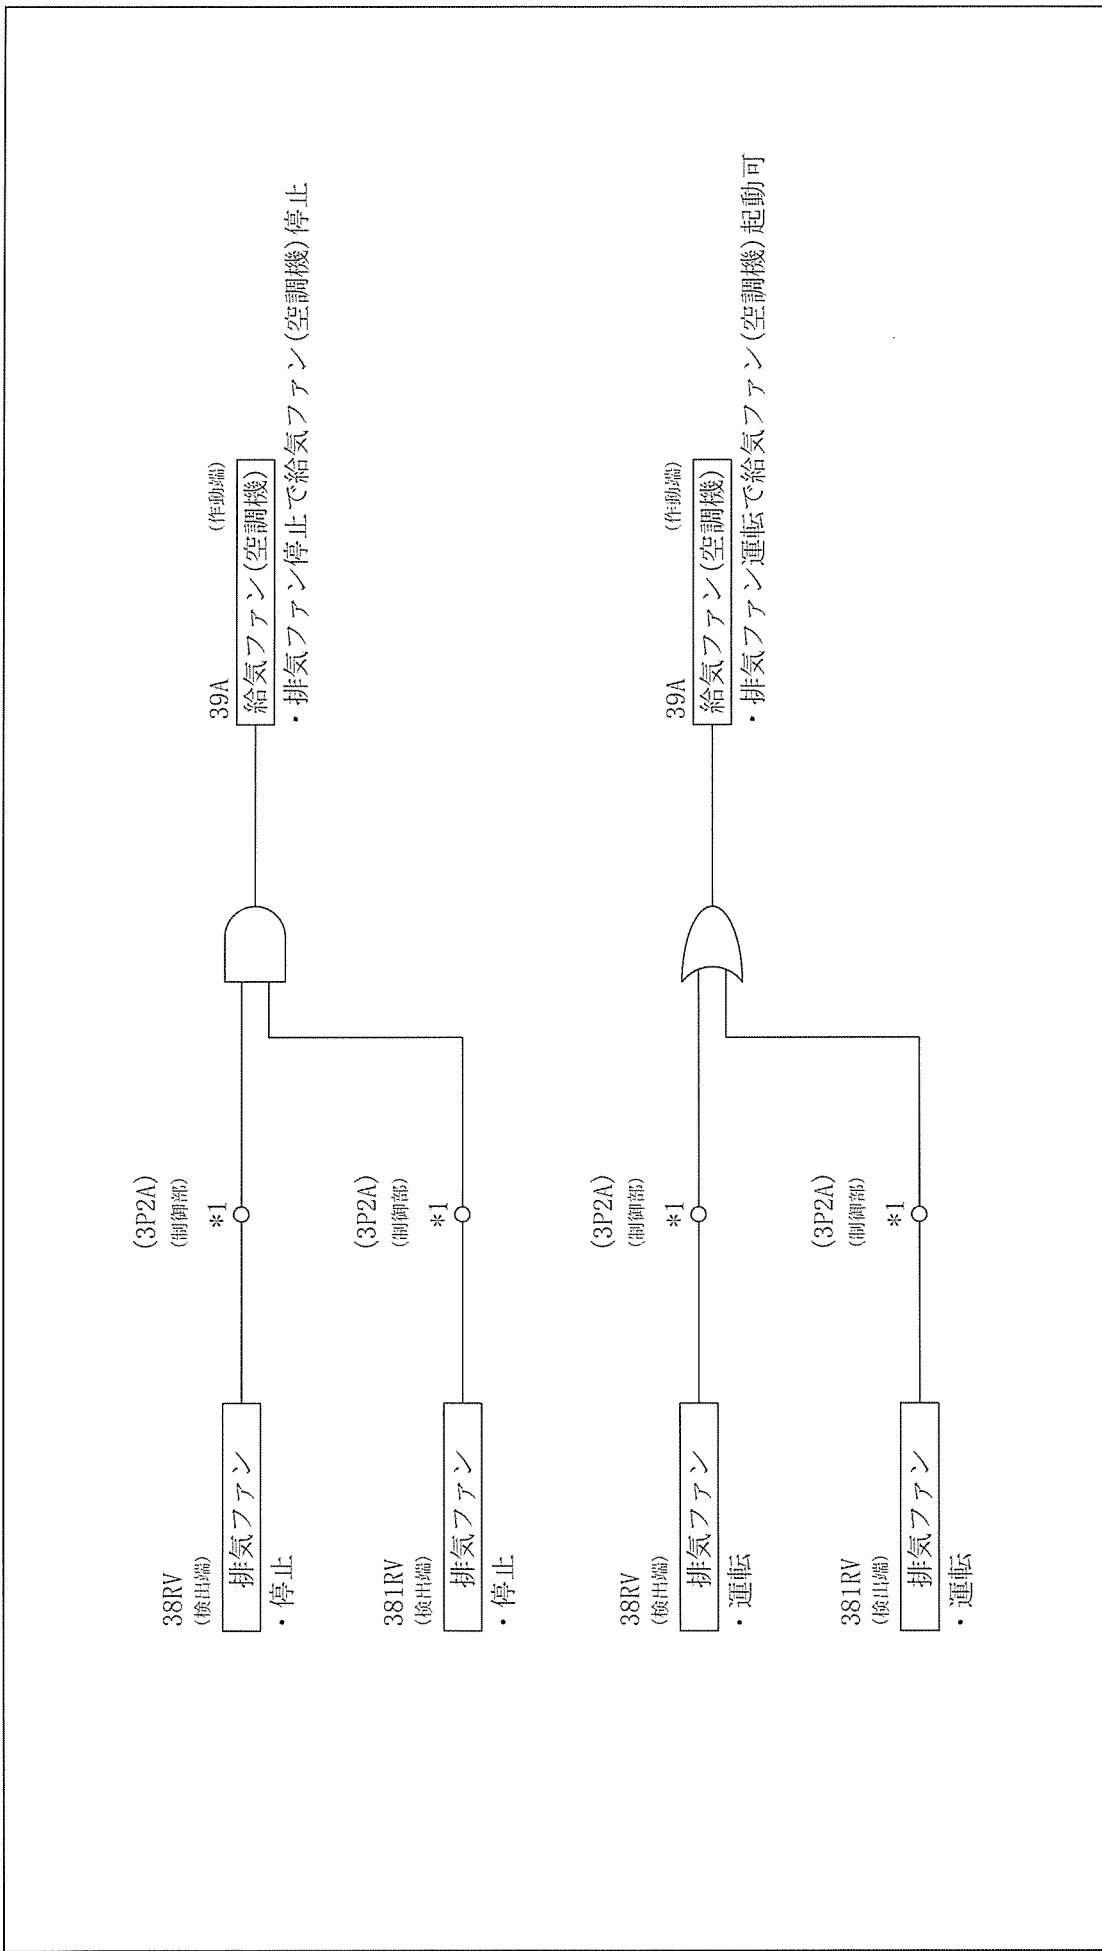 38RV
(検出端)
排気ファン
・停止
(3P2A)
(制御部)
*1
39A
(作動端)
給気ファン(空調機)
・排気ファン停止で給気ファン(空調機)停止
381RV
(検出端)
排気ファン
・停止
(3P2A)
(制御部)
*1
38RV
(検出端)
排気ファン
・運転
(3P2A)
(制御部)
*1
39A
(作動端)
給気ファン(空調機)
・排気ファン運転で給気ファン(空調機)起動可
381RV
(検出端)
排気ファン
・運転
(3P2A)
(制御部)
*1